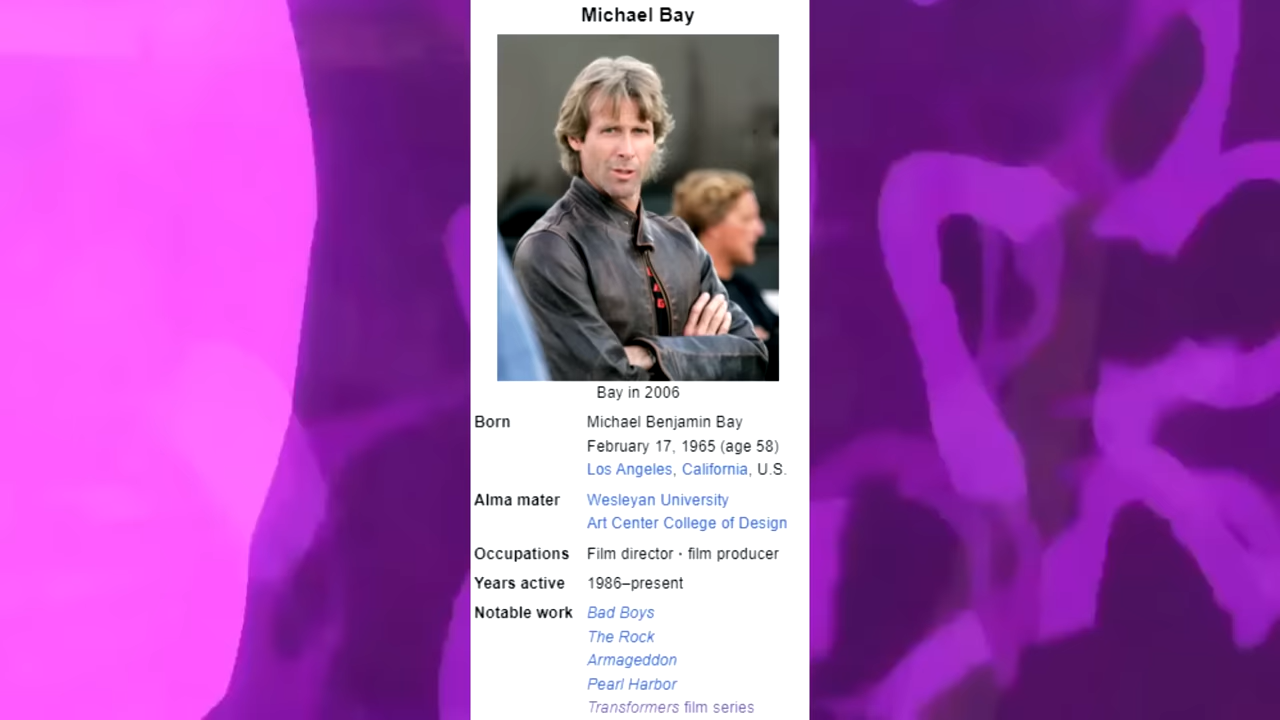 Michael Bay
Bay in 2006
Born Michael Benjamin Bay
February 17, 1965 (age 58)
Los Angeles, California, U.S.
Alma mater Wesleyan University
Art Center College of Design
Occupations Film director · film producer
Years active 1986–present
Notable work Bad Boys
The Rock
Armageddon
Pearl Harbor
Transformers film series